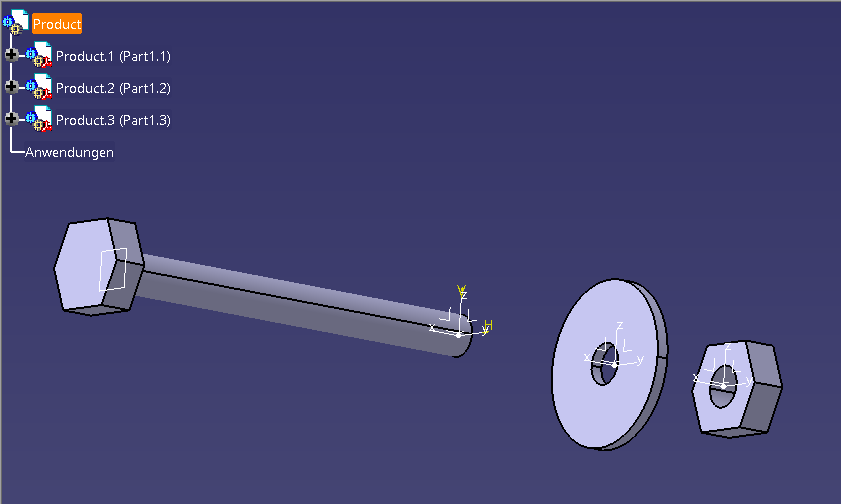 Product
Product.1 (Part1.1)
Product.2 (Part1.2)
Product.3 (Part1.3)
Anwendungen
V
z
H
x
y
z
x
y
z
x
y